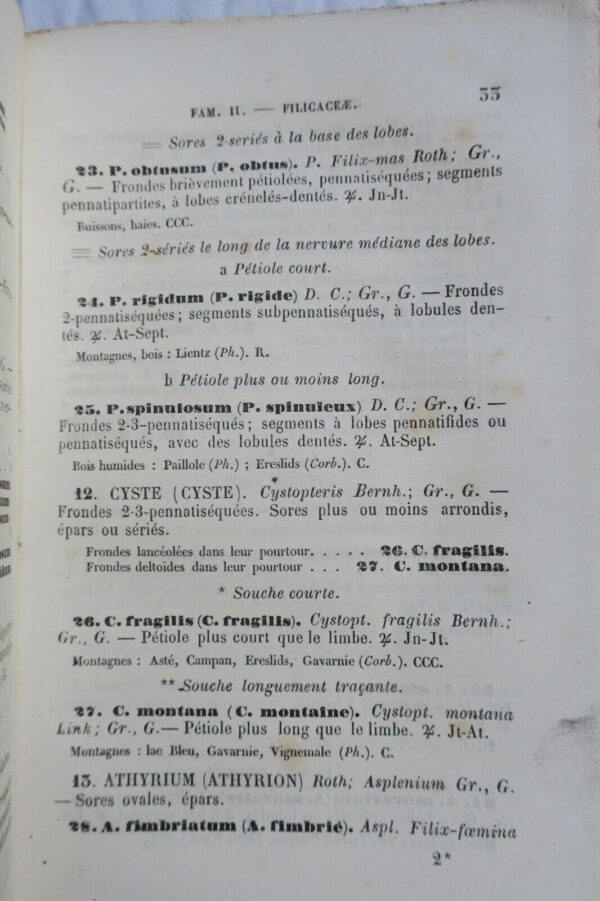 FAM. II. — FILICACEÆ. 33
= Sores 2-seriés à la base des lobes.
23. P. obtusum (P. obtus). P. Filix-mas Roth; Gr.,
G. — Frondes brièvement pétiolées, pennatiséquées; segments
pennatipartites, à lobes crénelés-dentés. ♃. Jn-Jt.
Buissons, haies. CCC.
= Sores 2-sériés le long de la nervure médiane des lobes.
a Pétiole court.
24. P. rigidum (P. rigide) D. C.; Gr., G. — Frondes
2-pennatiséquées; segments subpennatiséqués, à lobules den-
tés. ♃. At-Sept.
Montagnes, bois : Lientz (Ph.). R.
b Pétiole plus ou moins long.
25. P. spinulosum (P. spinuleux) D. C.; Gr., G. —
Frondes 2-3-pennatiséqués; segments à lobes pennatifides ou
pennatiséqués, avec des lobules dentés. ♃. At-Sept.
Bois humides : Paillole (Ph.) ; Ereslids (Corb.). C.
12. CYSTE (CYSTE). Cystopteris Bernh.; Gr., G. —
Frondes 2-3-pennatiséquées. Sores plus ou moins arrondis,
épars ou sériés.
Frondes lancéolées dans leur pourtour. . . . . 26. C. fragilis.
Frondes deltoïdes dans leur pourtour . . . 27. C. montana.
* Souche courte.
26. C. fragilis (C. fragilis). Cystopt. fragilis Bernh.;
Gr., G. — Pétiole plus court que le limbe. ♃. Jn-Jt.
Montagnes : Asté, Campan, Ereslids, Gavarnie (Corb.). CCC.
** Souche longuement traçante.
27. C. montana (C. montaine). Cystopt. montana
Link; Gr., G. — Pétiole plus long que le limbe. ♃. Jt-At.
Montagnes : lac Bleu, Gavarnie, Vignemale (Ph.). C.
13. ATHYRIUM (ATHYRION) Roth; Asplenium Gr., G.
— Sores ovales, épars.
28. A. fimbriatum (A. fimbrié). Aspl. Filix-fœmina
2*